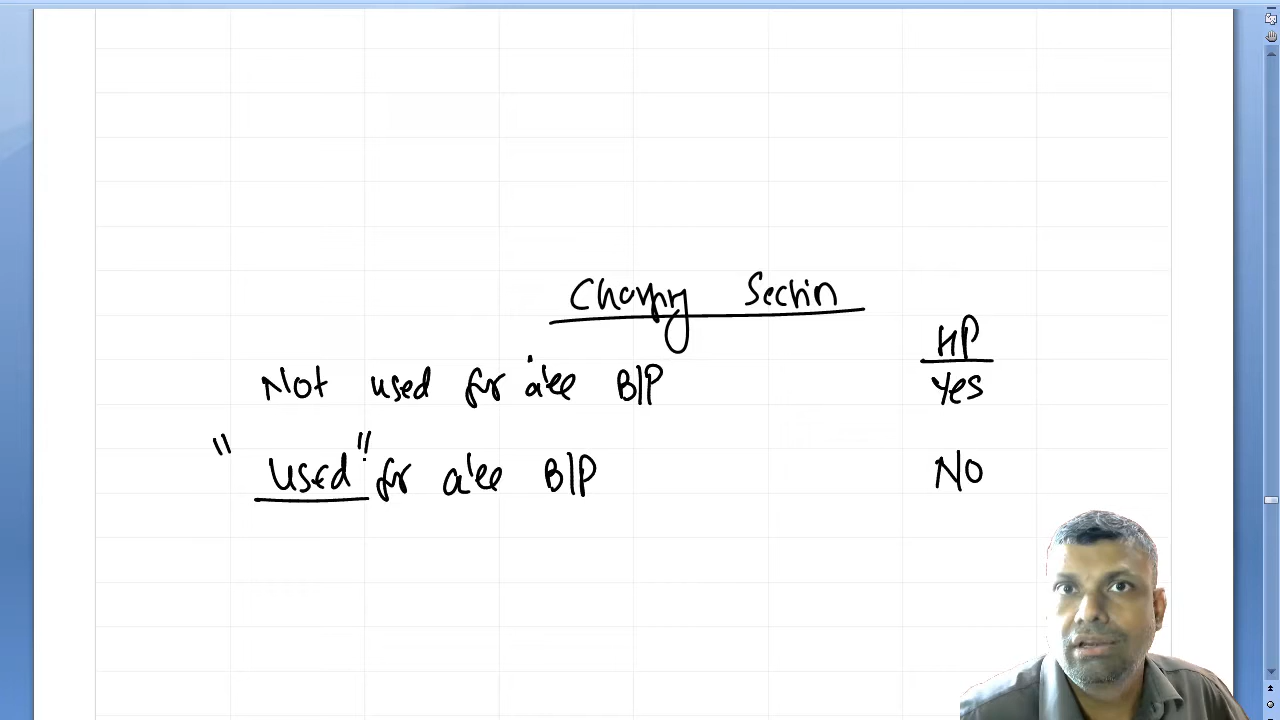 Charging Section
HP
Not used for a'ee B/P Yes
"Used" for a'ee B/P No